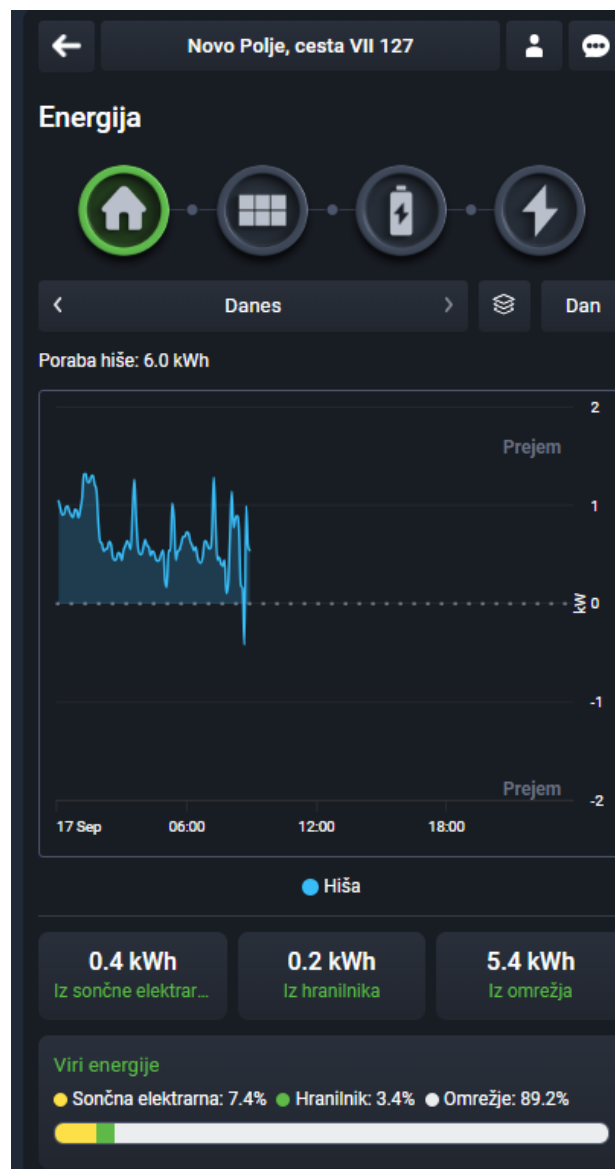 Novo Polje, cesta VII 127
Energija
Danes
Dan
Poraba hiše: 6.0 kWh
2
Prejem
1
kW
0
-1
Prejem
-2
17 Sep 06:00 12:00 18:00
Hiša
0.4 kWh 0.2 kWh 5.4 kWh
Iz sončne elektrar... Iz hranilnika Iz omrežja
Viri energije
Sončna elektrarna: 7.4% Hranilnik: 3.4% Omrežje: 89.2%